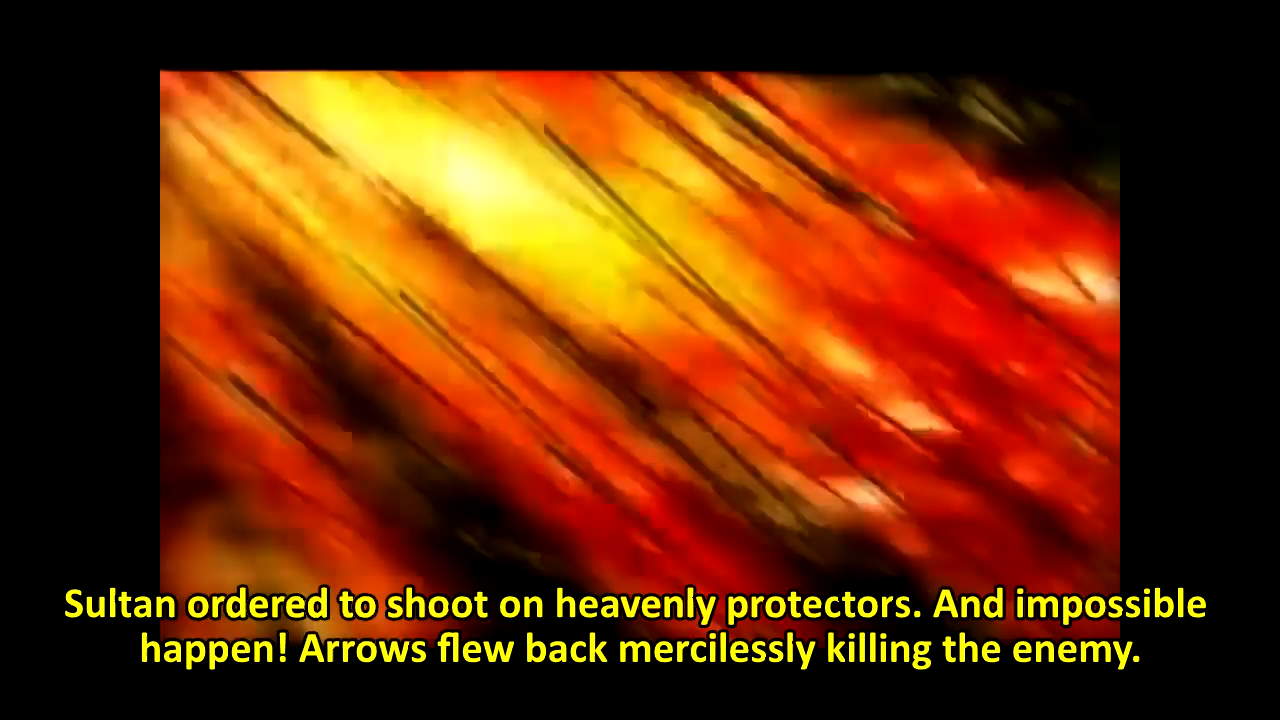 Sultan ordered to shoot on heavenly protectors. And impossible
happen! Arrows flew back mercilessly killing the enemy.